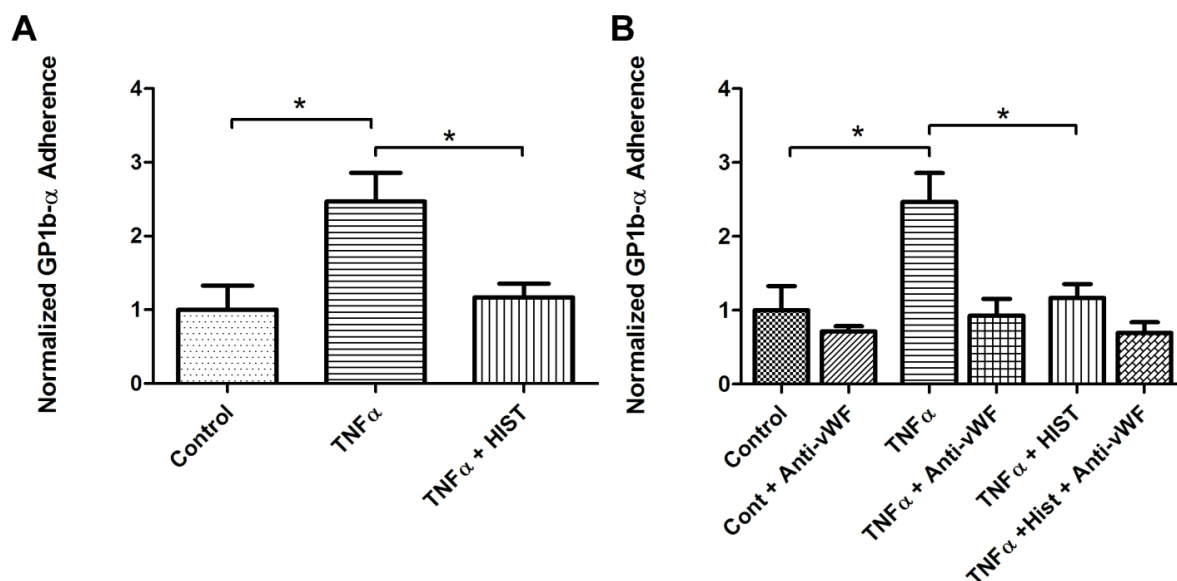 A
Normalized GP1b-α Adherence
4
3
2
1
0
*
*
Control
TNFα
TNFα + HIST
B
Normalized GP1b-α Adherence
4
3
2
1
0
*
*
Control
Cont + Anti-vWF
TNFα
TNFα + Anti-vWF
TNFα + HIST
TNFα +Hist + Anti-vWF